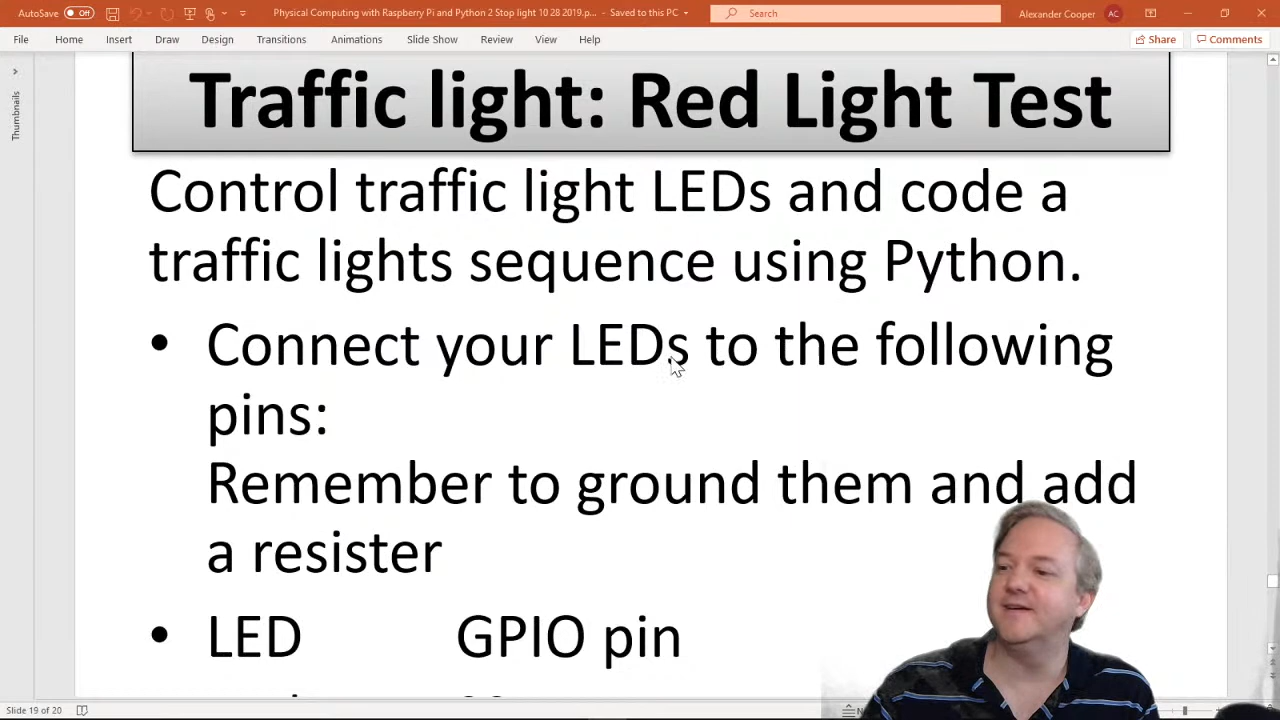 AutoSave Off
Physical Computing with Raspberry Pi and Python 2 Stop light 10 28 2019.p... - Saved to this PC
Search
Alexander Cooper AC
File Home Insert Draw Design Transitions Animations Slide Show Review View Help Share Comments
Thumbnails
Traffic light: Red Light Test
Control traffic light LEDs and code a
traffic lights sequence using Python.
• Connect your LEDs to the following
pins:
Remember to ground them and add
a resister
• LED GPIO pin
Slide 19 of 20